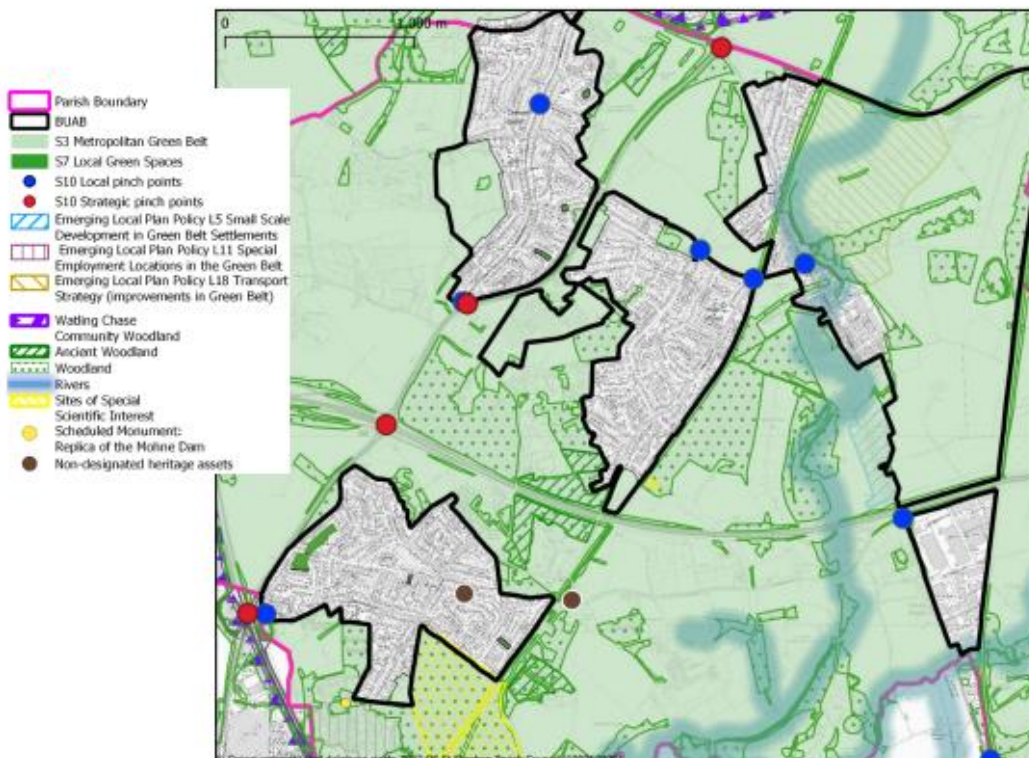 0 1,000 m
Parish Boundary
BUAB
S3 Metropolitan Green Belt
S7 Local Green Spaces
S10 Local pinch points
S10 Strategic pinch points
Emerging Local Plan Policy L5 Small Scale
Development in Green Belt Settlements
Emerging Local Plan Policy L11 Special
Employment Locations in the Green Belt
Emerging Local Plan Policy L18 Transport
Strategy (improvements in Green Belt)
Watling Chase
Community Woodland
Ancient Woodland
Woodland
Rivers
Sites of Special
Scientific Interest
Scheduled Monument:
Replica of the Mohne Dam
Non-designated heritage assets